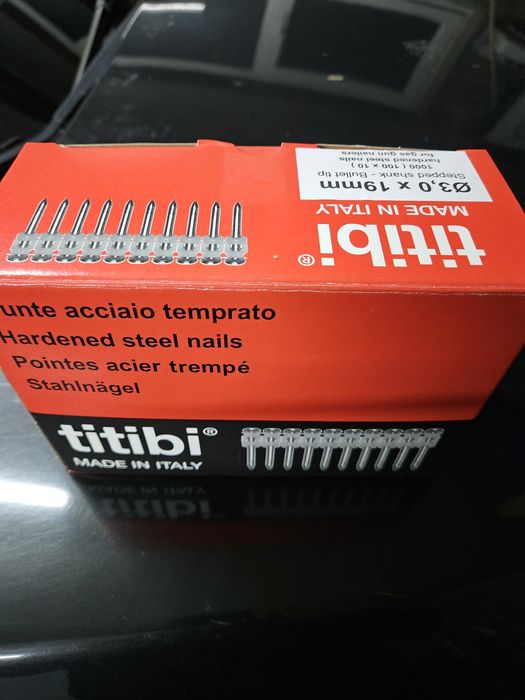 titibi®
MADE IN ITALY
Ø3,0 x 19mm
Stepped shank - Bullet tip
1000 ( 100 x 10 )
hardened steel nails
for gas gun nailers
unte acciaio temprato
Hardened steel nails
Pointes acier trempé
Stahlnägel
titibi®
MADE IN ITALY